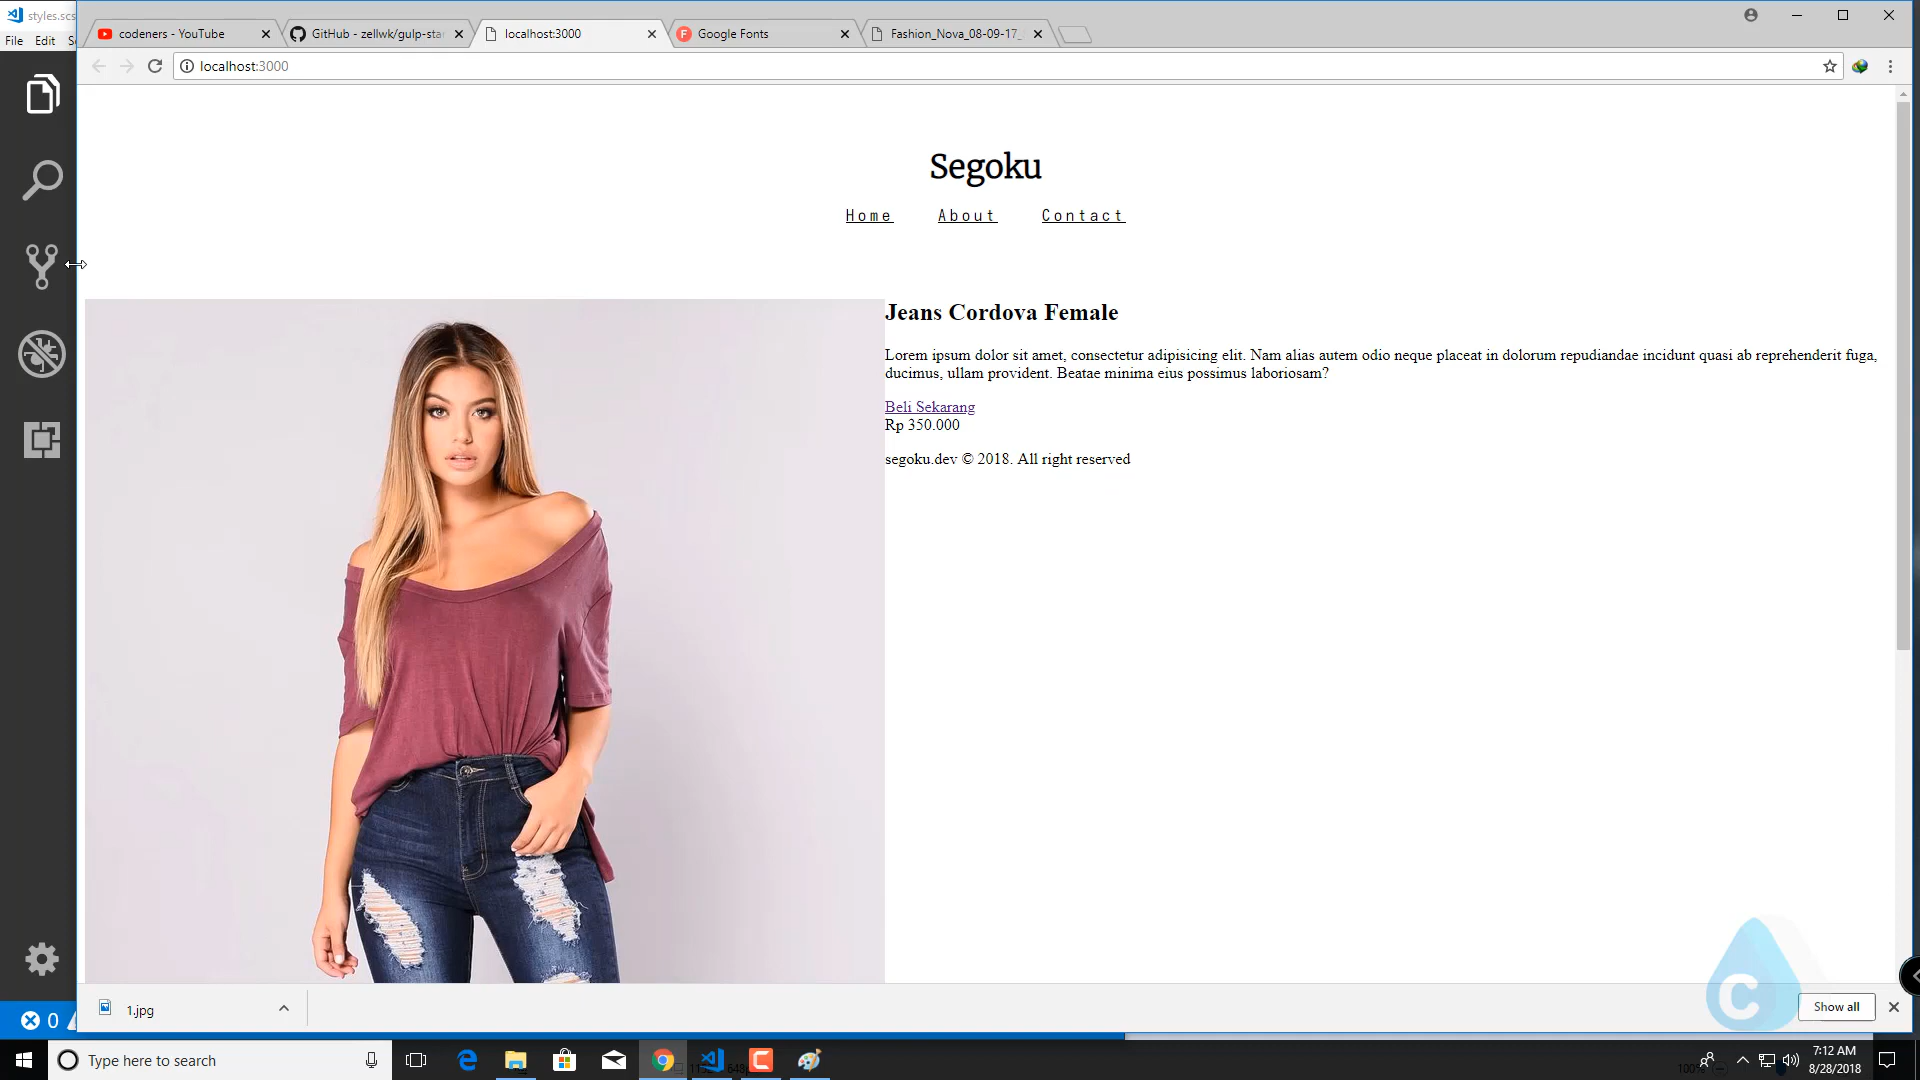 styles.scs
codeners - YouTube
GitHub - zellwk/gulp-sta
localhost:3000
Google Fonts
Fashion_Nova_08-09-17_
File Edit
localhost:3000
Segoku
Home About Contact
Jeans Cordova Female
Lorem ipsum dolor sit amet, consectetur adipisicing elit. Nam alias autem odio neque placeat in dolorum repudiandae incidunt quasi ab reprehenderit fuga,
ducimus, ullam provident. Beatae minima eius possimus laboriosam?
Beli Sekarang
Rp 350.000
segoku.dev © 2018. All right reserved
C
1.jpg
Show all
0
Type here to search
7:12 AM
8/28/2018